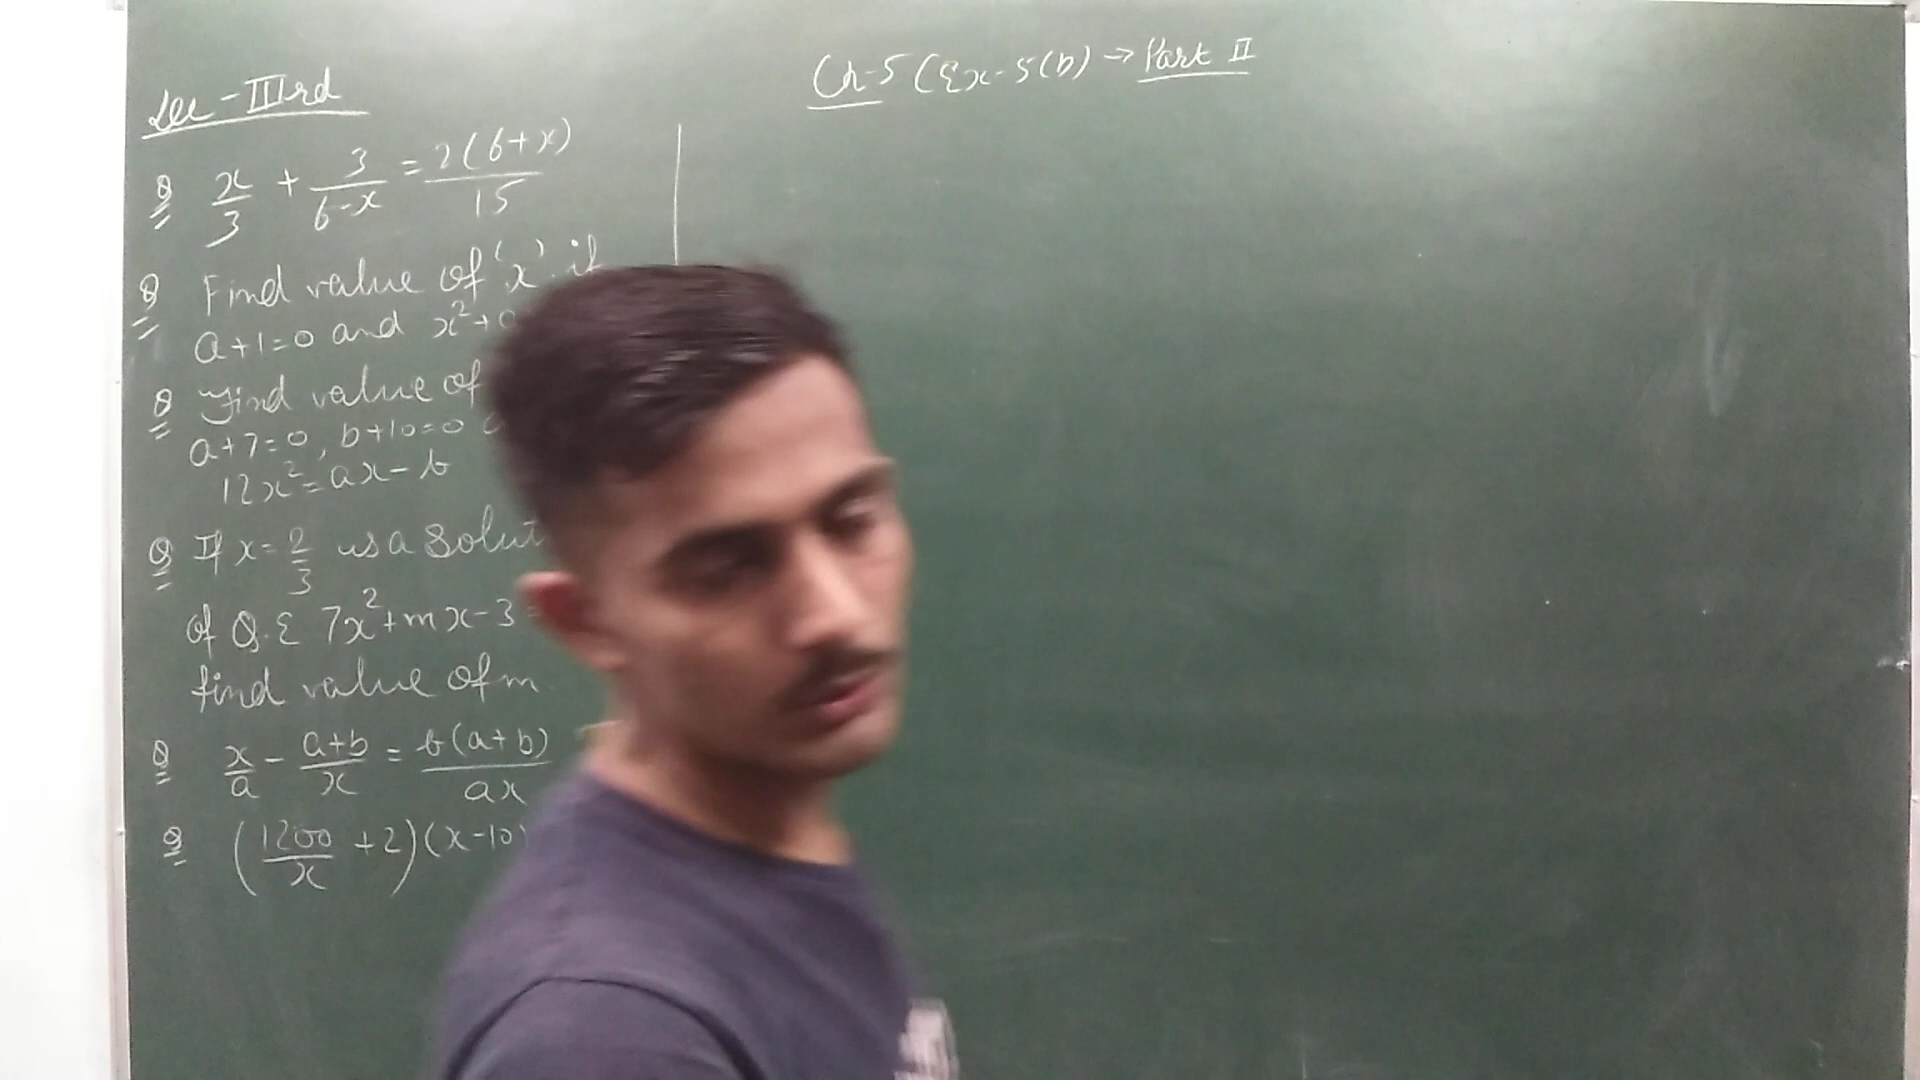 Lec - IIIrd
Ch-5 (Ex-5(b) → Part II
Q x/3 + 3/(6-x) = 2(6+x)/15
Q Find value of 'x' if
a+1=0 and x²+a
Q Find value of
a+7=0, b+10=0
12x²=ax-b
Q If x=2/3 is a Solut
of Q.E 7x²+mx-3
find value of m.
Q x/a - (a+b)/x = b(a+b)/ax
Q (1200/x +2)(x-10)